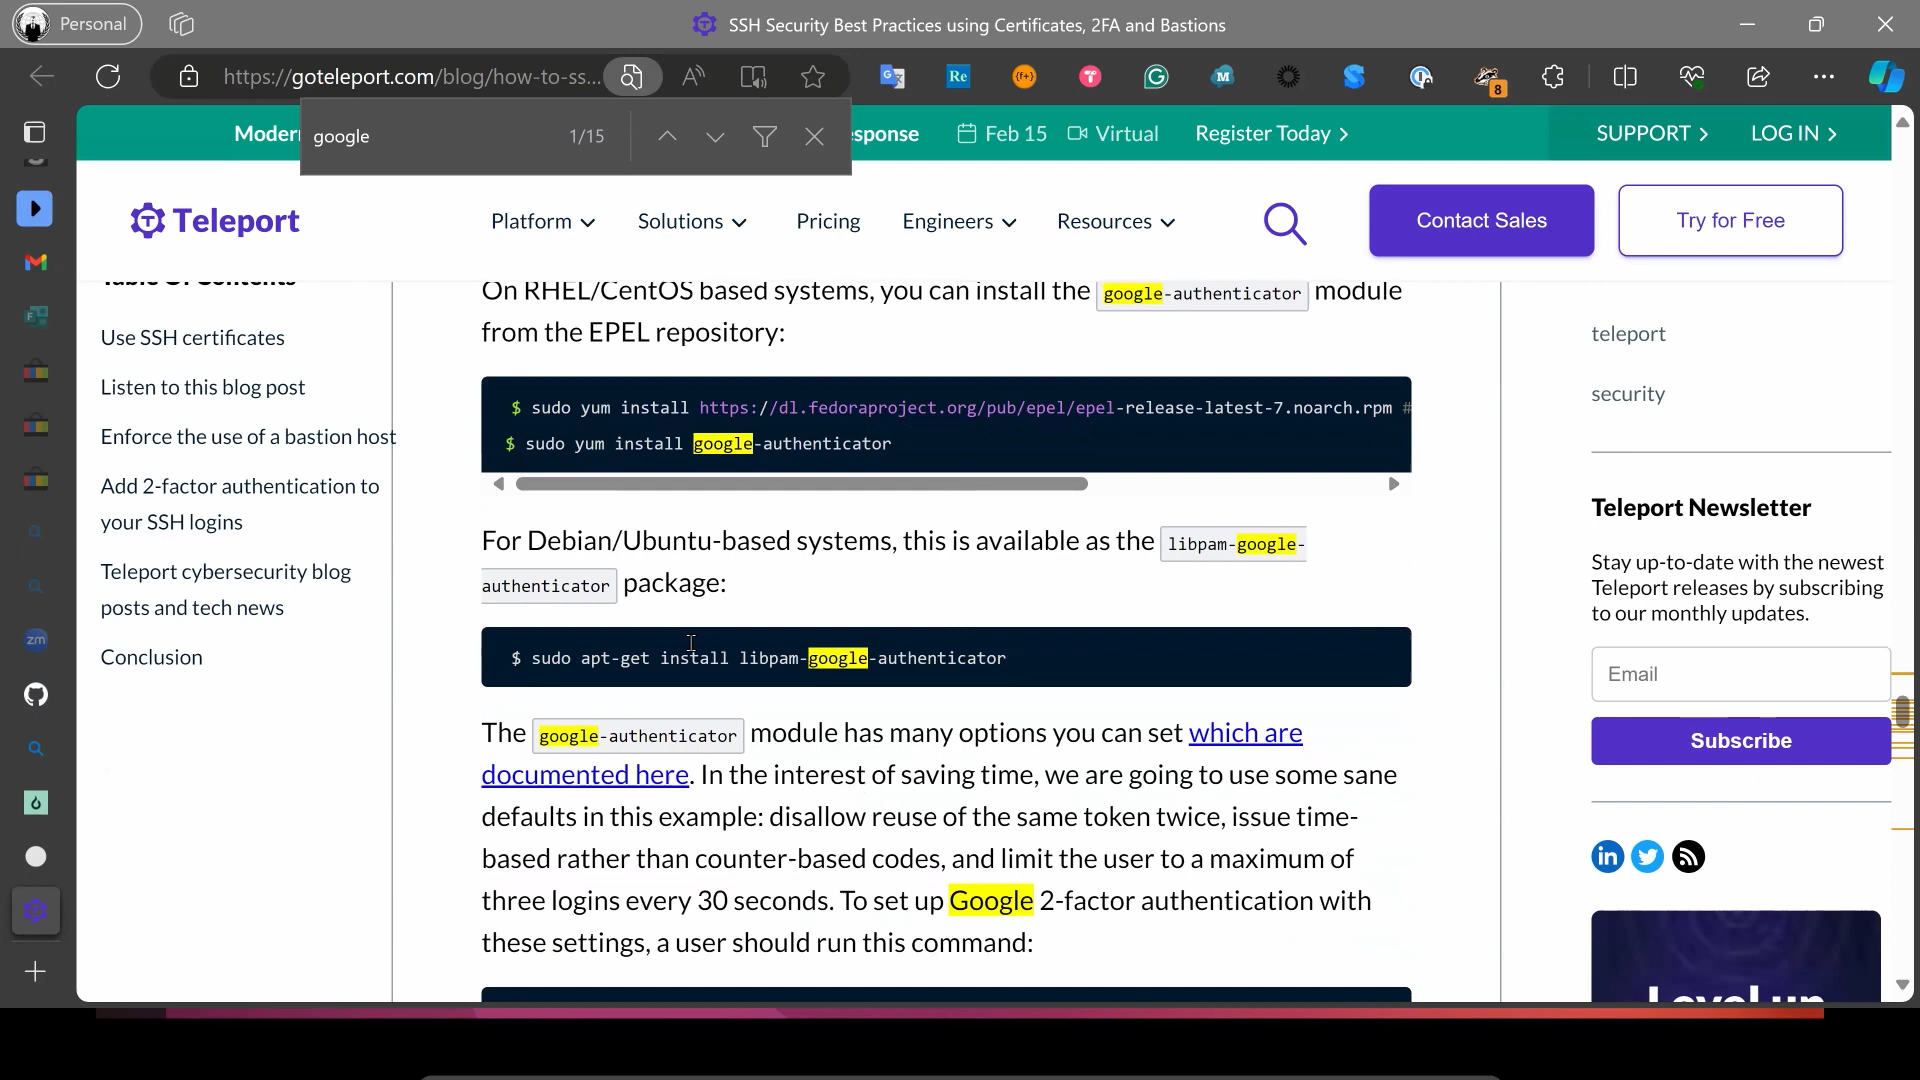 Personal
SSH Security Best Practices using Certificates, 2FA and Bastions
https://goteleport.com/blog/how-to-ss...
8
google
1/15
Moder
sponse
Feb 15
Virtual
Register Today >
SUPPORT >
LOG IN >
Teleport
Platform
Solutions
Pricing
Engineers
Resources
Contact Sales
Try for Free
Table Of Contents
Use SSH certificates
Listen to this blog post
Enforce the use of a bastion host
Add 2-factor authentication to
your SSH logins
Teleport cybersecurity blog
posts and tech news
Conclusion
On RHEL/CentOS based systems, you can install the google-authenticator module
from the EPEL repository:
$ sudo yum install https://dl.fedoraproject.org/pub/epel/epel-release-latest-7.noarch.rpm #
$ sudo yum install google-authenticator
For Debian/Ubuntu-based systems, this is available as the libpam-google-
authenticator package:
$ sudo apt-get install libpam-google-authenticator
The google-authenticator module has many options you can set which are
documented here. In the interest of saving time, we are going to use some sane
defaults in this example: disallow reuse of the same token twice, issue time-
based rather than counter-based codes, and limit the user to a maximum of
three logins every 30 seconds. To set up Google 2-factor authentication with
these settings, a user should run this command:
teleport
security
Teleport Newsletter
Stay up-to-date with the newest
Teleport releases by subscribing
to our monthly updates.
Email
Subscribe
Level up
zm